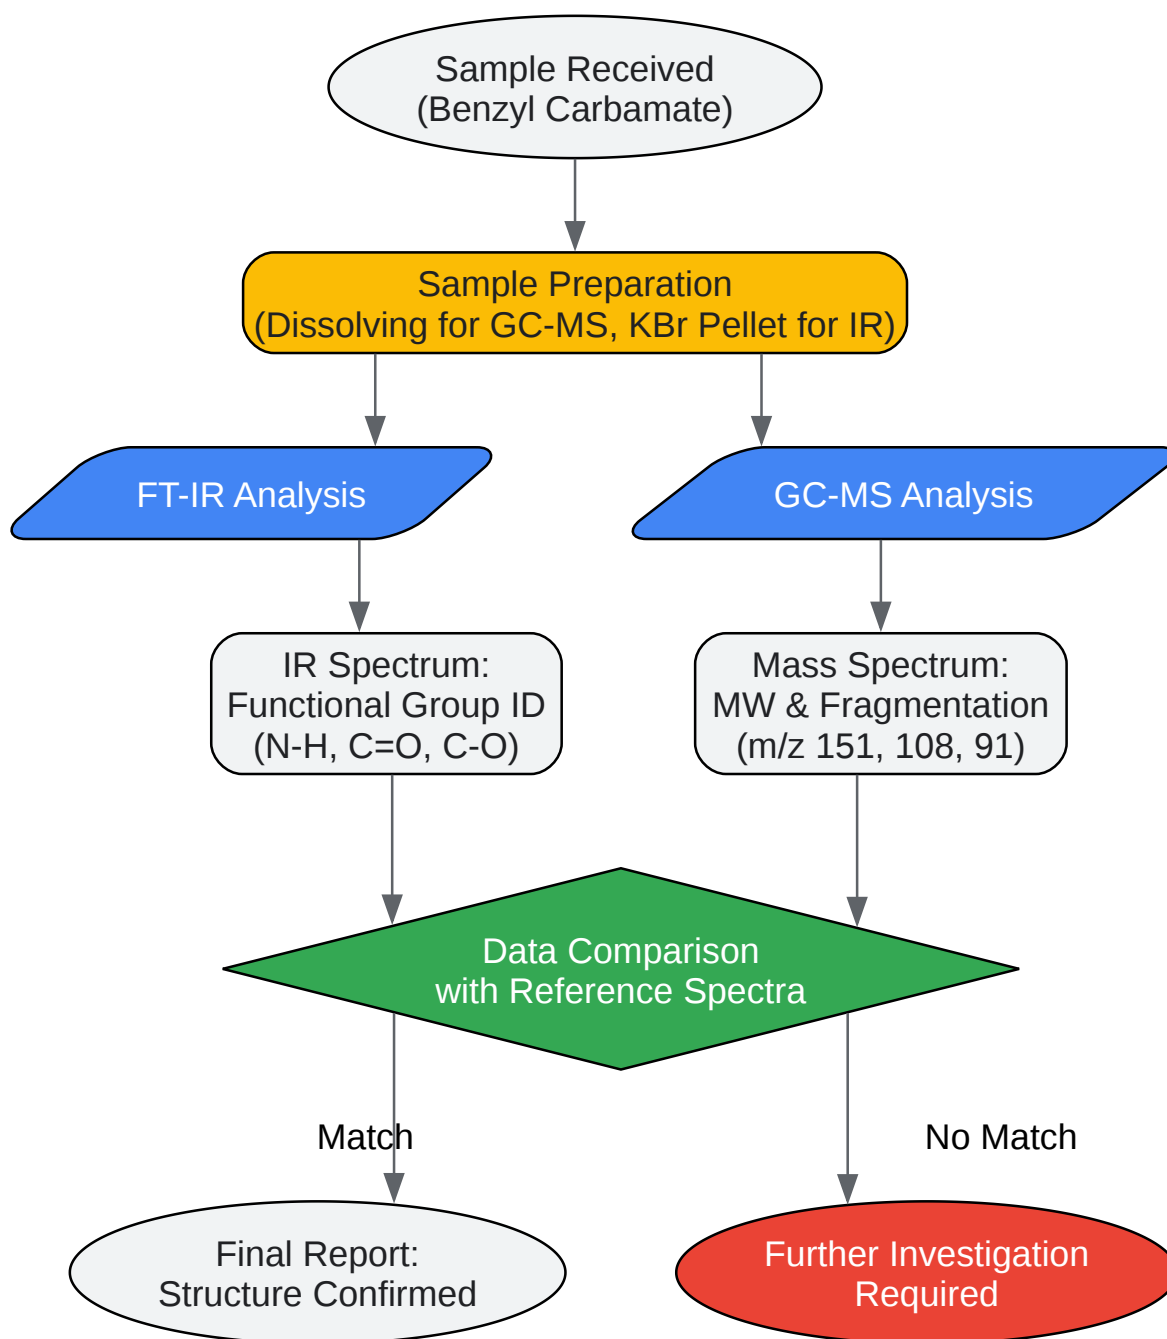 Sample Received
(Benzyl Carbamate)
Sample Preparation
(Dissolving for GC-MS, KBr Pellet for IR)
FT-IR Analysis
GC-MS Analysis
IR Spectrum:
Functional Group ID
(N-H, C=O, C-O)
Mass Spectrum:
MW & Fragmentation
(m/z 151, 108, 91)
Data Comparison
with Reference Spectra
Match
No Match
Final Report:
Structure Confirmed
Further Investigation
Required